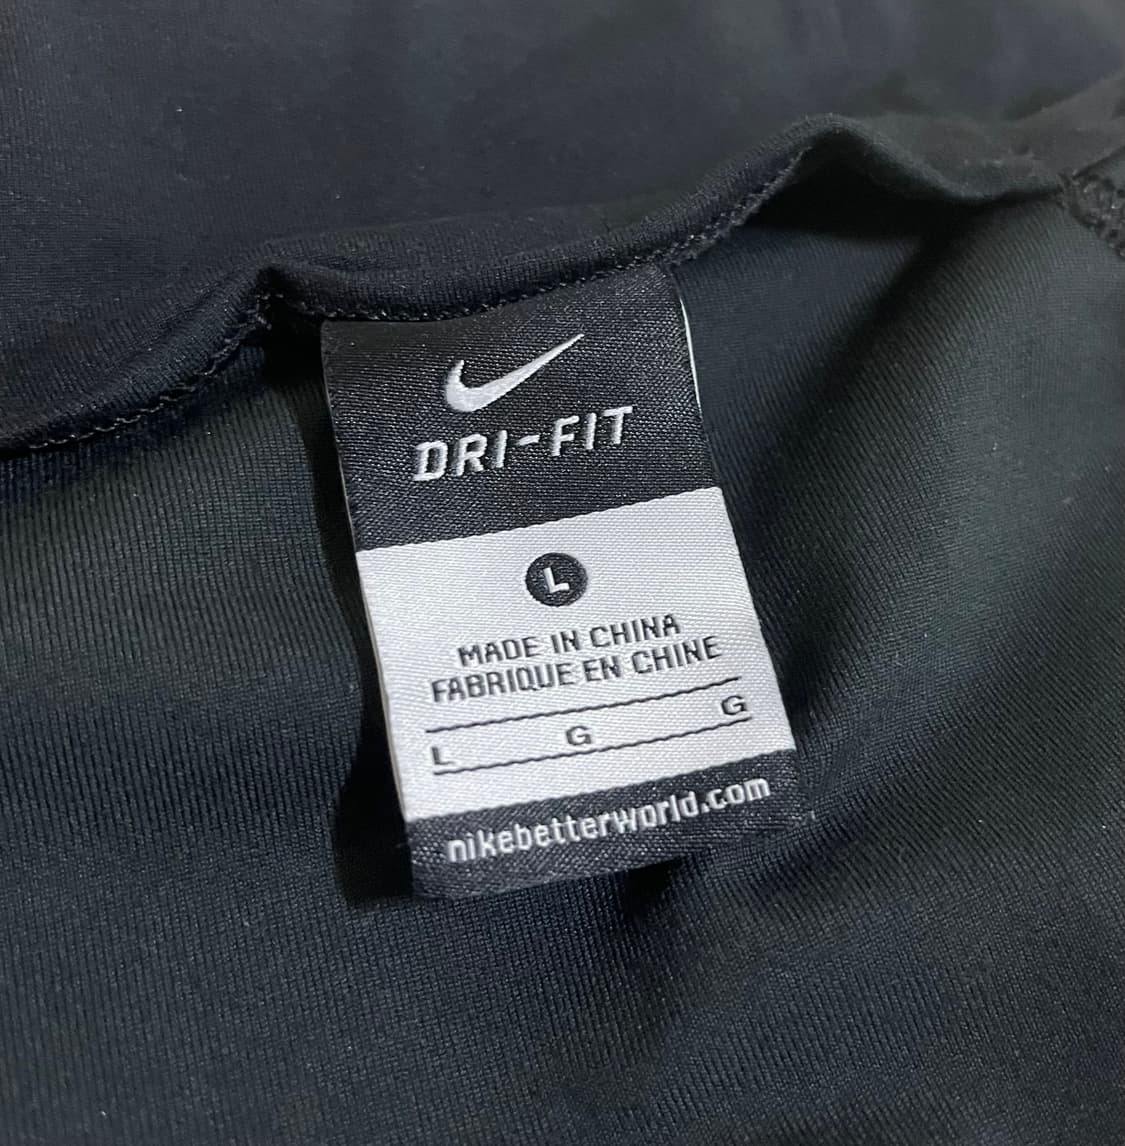 DRI-FIT
L
MADE IN CHINA
FABRIQUE EN CHINE
L G G
nikebetterworld.com